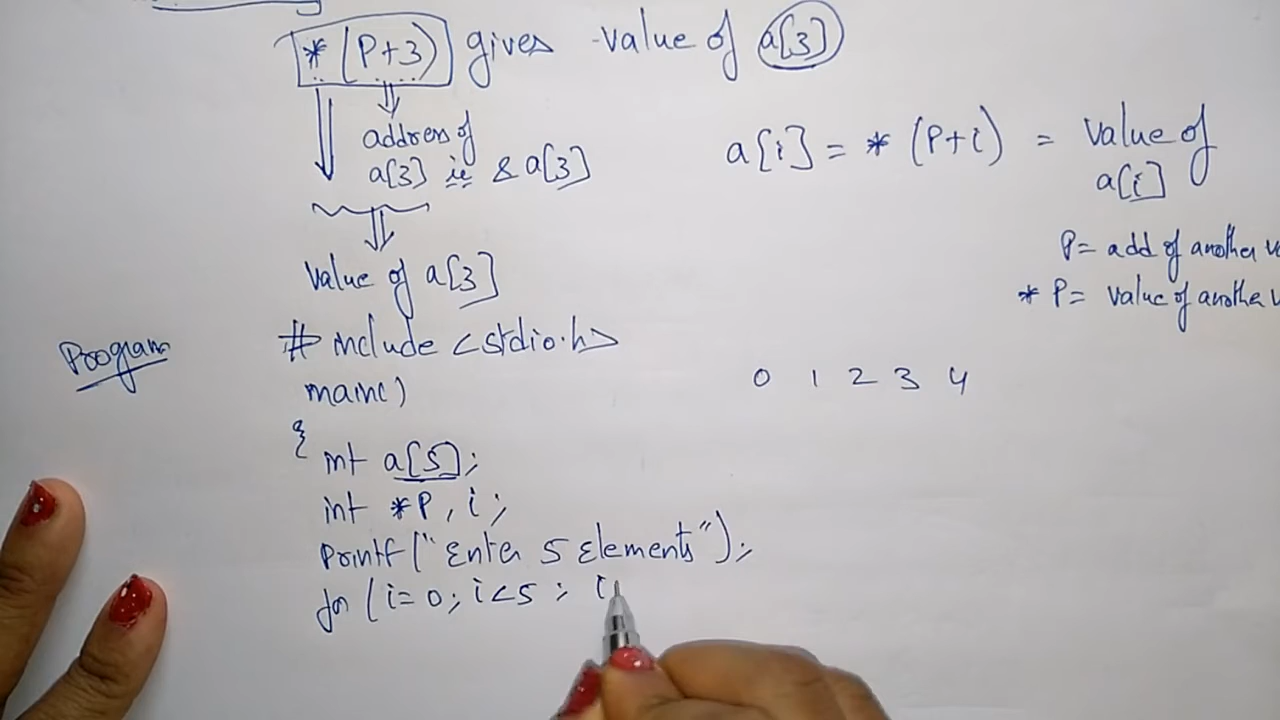 * (P+3) gives value of a[3]
address of
a[3] ie & a[3]
value of a[3]
a[i] = * (P+i) = value of
a[i]
P = add of another
* P = value of another
Program
# include <stdio.h>
main()
0 1 2 3 4
{
int a[5];
int *P, i;
Printf("Enter 5 Elements");
for (i=0; i<5; i